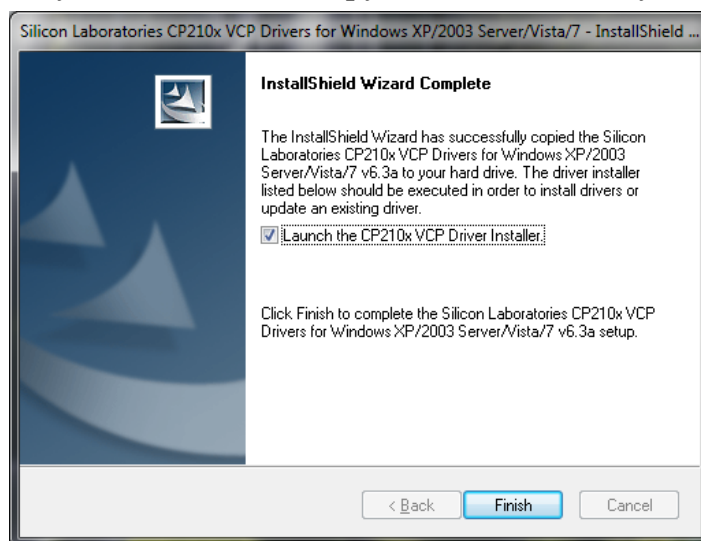 Silicon Laboratories CP210x VCP Drivers for Windows XP/2003 Server/Vista/7 - InstallShield ...
InstallShield Wizard Complete
The InstallShield Wizard has successfully copied the Silicon
Laboratories CP210x VCP Drivers for Windows XP/2003
Server/Vista/7 v6.3a to your hard drive. The driver installer
listed below should be executed in order to install drivers or
update an existing driver.
Launch the CP210x VCP Driver Installer.
Click Finish to complete the Silicon Laboratories CP210x VCP
Drivers for Windows XP/2003 Server/Vista/7 v6.3a setup.
< Back
Finish
Cancel